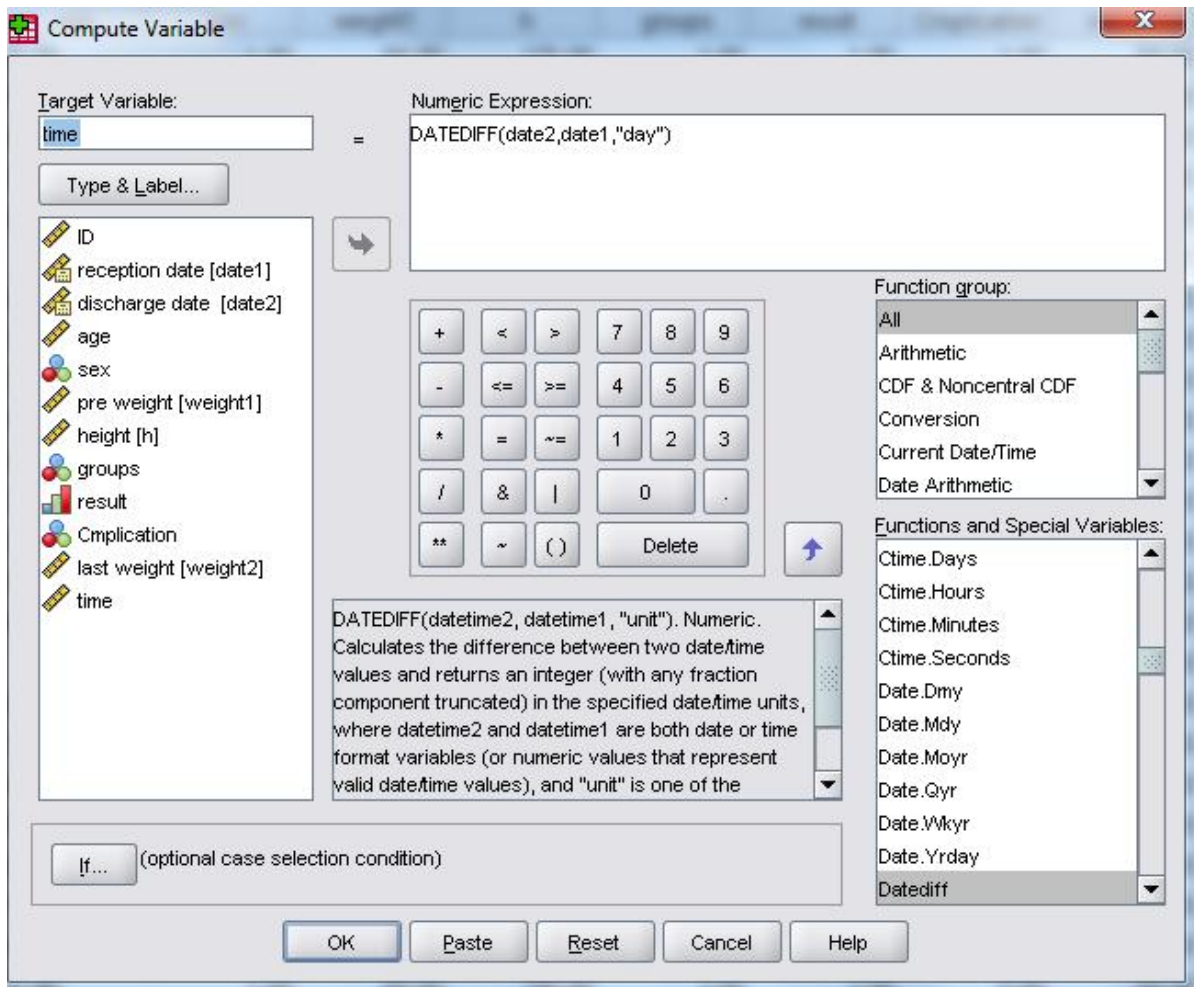 Compute Variable
Target Variable:
time
=
Numeric Expression:
DATEDIFF(date2,date1,"day")
Type & Label...
ID
reception date [date1]
discharge date [date2]
age
sex
pre weight [weight1]
height [h]
groups
result
Cmplication
last weight [weight2]
time
+ < > 7 8 9
- <= >= 4 5 6
* = ~= 1 2 3
/ & | 0 .
** ~ ( ) Delete
Function group:
All
Arithmetic
CDF & Noncentral CDF
Conversion
Current Date/Time
Date Arithmetic
Functions and Special Variables:
Ctime.Days
Ctime.Hours
Ctime.Minutes
Ctime.Seconds
Date.Dmy
Date.Mdy
Date.Moyr
Date.Qyr
Date.Wkyr
Date.Yrday
Datediff
DATEDIFF(datetime2, datetime1, "unit"). Numeric.
Calculates the difference between two date/time
values and returns an integer (with any fraction
component truncated) in the specified date/time units,
where datetime2 and datetime1 are both date or time
format variables (or numeric values that represent
valid date/time values), and "unit" is one of the
If... (optional case selection condition)
OK Paste Reset Cancel Help